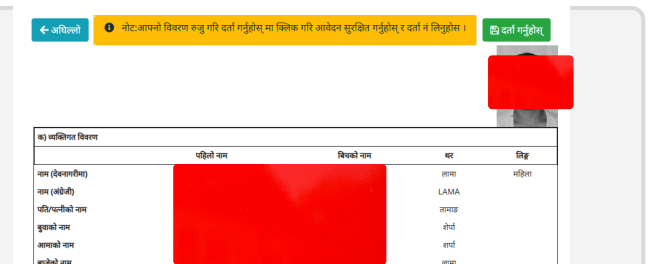 अघिल्लो
नोट:आफ्नो विवरण रुजु गरि दर्ता गर्नुहोस् मा क्लिक गरि आवेदन सुरक्षित गर्नुहोस् र दर्ता नं लिनुहोस ।
दर्ता गर्नुहोस्
क) व्यक्तिगत विवरण
पहिलो नाम बिचको नाम थर लिङ्ग
नाम (देवनागरीमा) लामा महिला
नाम (अंग्रेजी) LAMA
पति/पत्नीको नाम तामाङ
बुवाको नाम शेर्पा
आमाको नाम शर्पा
बाजेको नाम लामा